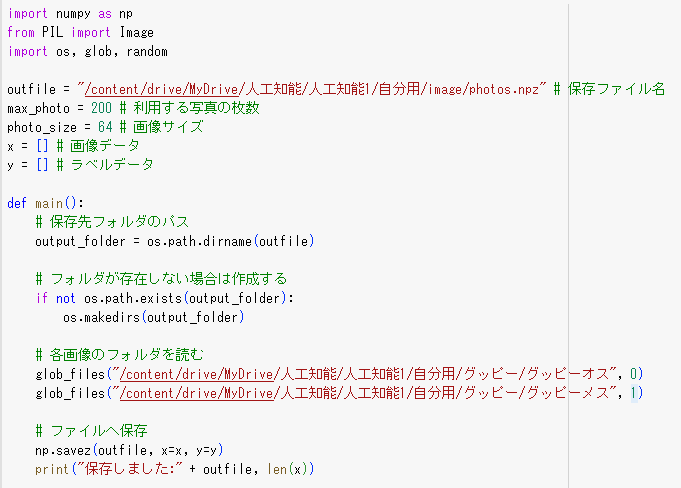 import numpy as np
from PIL import Image
import os, glob, random

outfile = "/content/drive/MyDrive/人工知能/人工知能1/自分用/image/photos.npz" # 保存ファイル名
max_photo = 200 # 利用する写真の枚数
photo_size = 64 # 画像サイズ
x = [] # 画像データ
y = [] # ラベルデータ

def main():
    # 保存先フォルダのパス
    output_folder = os.path.dirname(outfile)

    # フォルダが存在しない場合は作成する
    if not os.path.exists(output_folder):
        os.makedirs(output_folder)

    # 各画像のフォルダを読む
    glob_files("/content/drive/MyDrive/人工知能/人工知能1/自分用/グッピー/グッピーオス", 0)
    glob_files("/content/drive/MyDrive/人工知能/人工知能1/自分用/グッピー/グッピーメス", 1)

    # ファイルへ保存
    np.savez(outfile, x=x, y=y)
    print("保存しました:" + outfile, len(x))